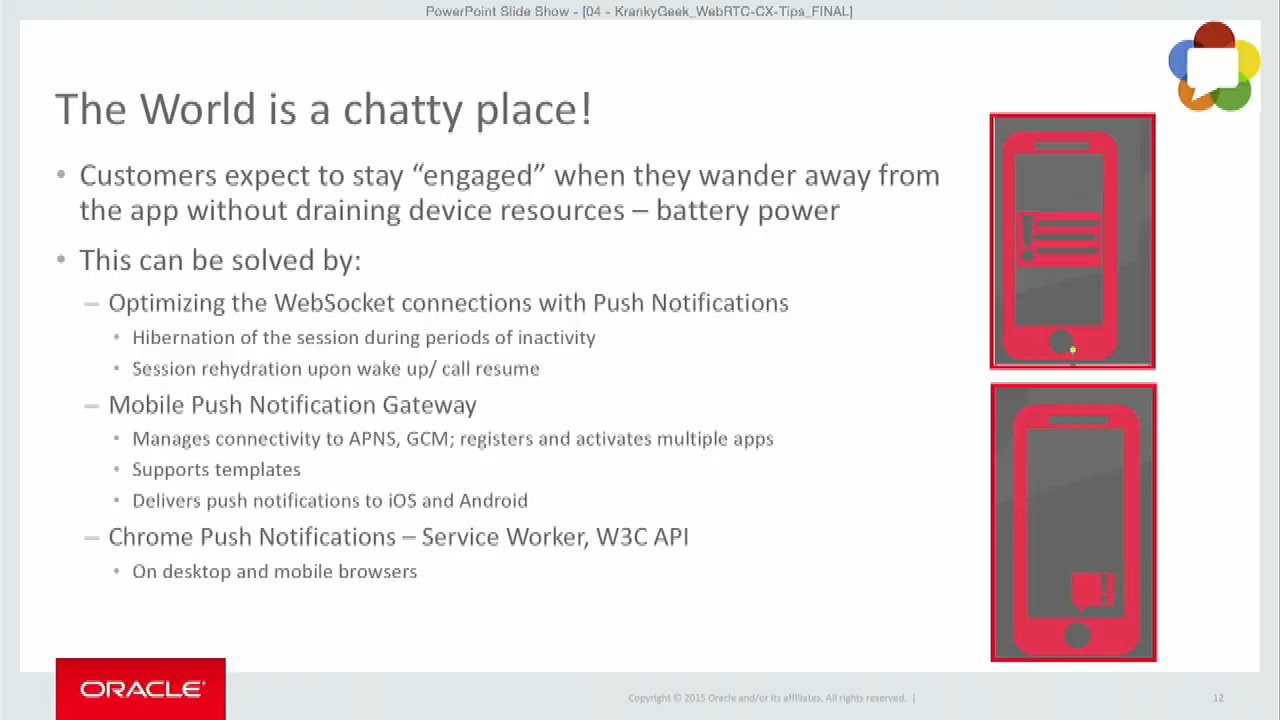 PowerPoint Slide Show - [04 - KrankyGeek_WebRTC-CX-Tips_FINAL]
The World is a chatty place!
• Customers expect to stay “engaged” when they wander away from
the app without draining device resources – battery power
• This can be solved by:
– Optimizing the WebSocket connections with Push Notifications
• Hibernation of the session during periods of inactivity
• Session rehydration upon wake up/ call resume
– Mobile Push Notification Gateway
• Manages connectivity to APNS, GCM; registers and activates multiple apps
• Supports templates
• Delivers push notifications to iOS and Android
– Chrome Push Notifications – Service Worker, W3C API
• On desktop and mobile browsers
ORACLE®
Copyright © 2015 Oracle and/or its affiliates. All rights reserved. |
12